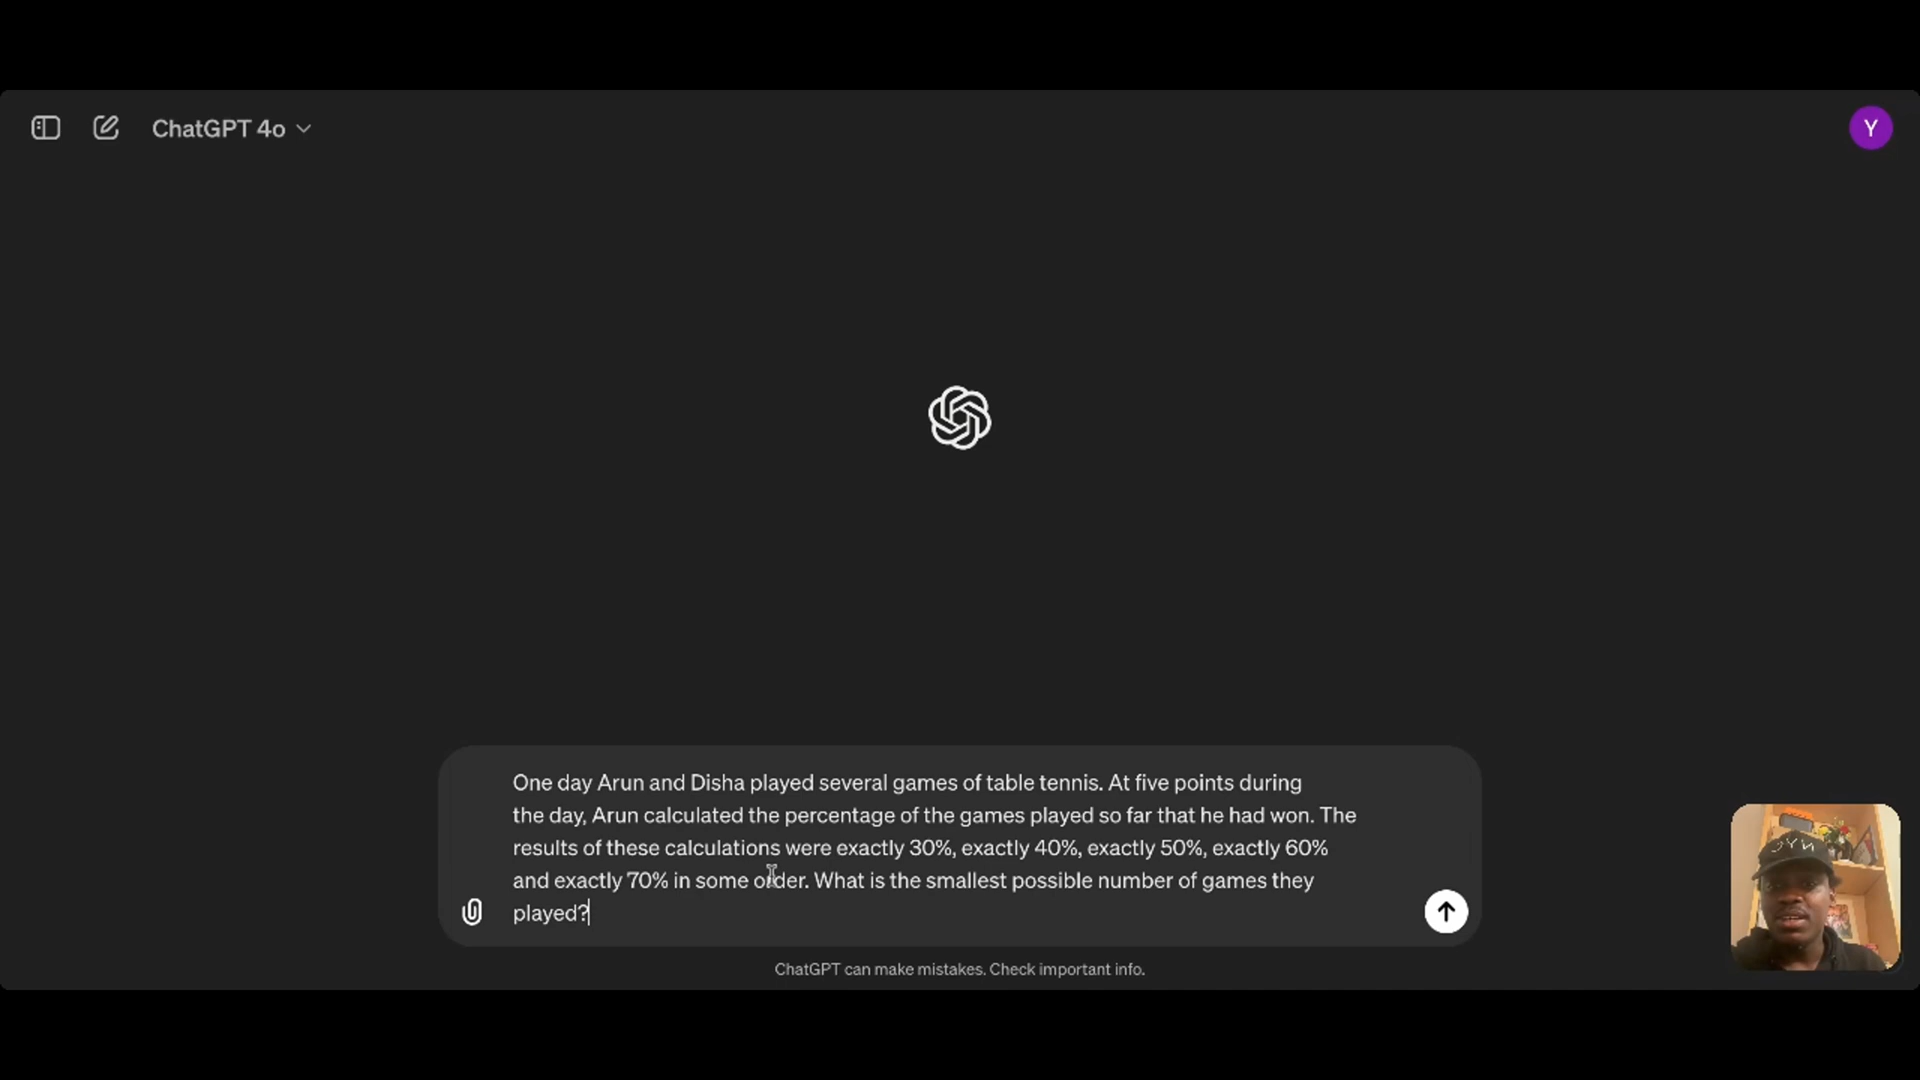 ChatGPT 4o
Y
One day Arun and Disha played several games of table tennis. At five points during
the day, Arun calculated the percentage of the games played so far that he had won. The
results of these calculations were exactly 30%, exactly 40%, exactly 50%, exactly 60%
and exactly 70% in some order. What is the smallest possible number of games they
played?
ChatGPT can make mistakes. Check important info.